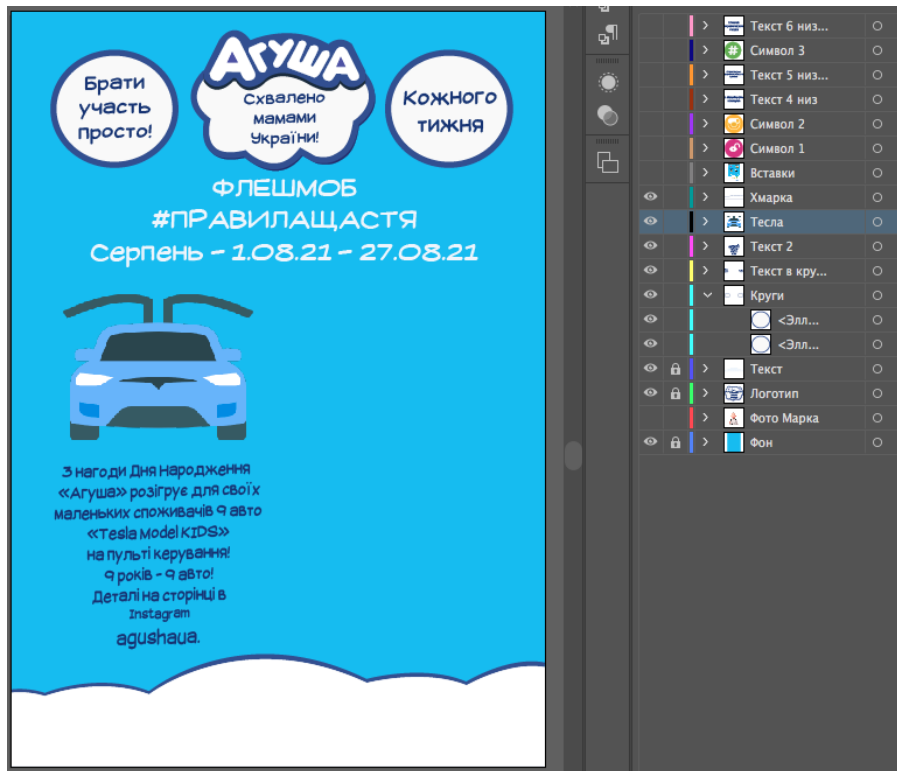 Брати
участь
просто!
Агуша
Схвалено
мамами
України!
Кожного
тижня
ФЛЕШМОБ
#ПРАВИЛАЩАСТЯ
Серпень - 1.08.21 - 27.08.21
З нагоди Дня Народження
«Агуша» розігрує для своїх
маленьких споживачів 9 авто
«Tesla Model KIDS»
на пульті керування!
9 років - 9 авто!
Деталі на сторінці в
Instagram
agushaua.
Текст 6 низ...
Символ 3
Текст 5 низ...
Текст 4 низ
Символ 2
Символ 1
Вставки
Хмарка
Тесла
Текст 2
Текст в кру...
Круги
<Элл...
<Элл...
Текст
Логотип
Фото Марка
Фон